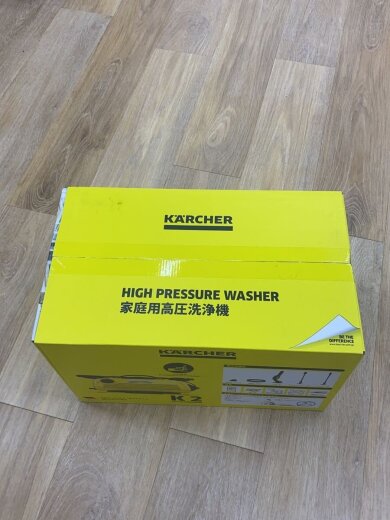 KÄRCHER
HIGH PRESSURE WASHER
家庭用高圧洗浄機
BE THE
DIFFERENCE
KÄRCHER
K 2